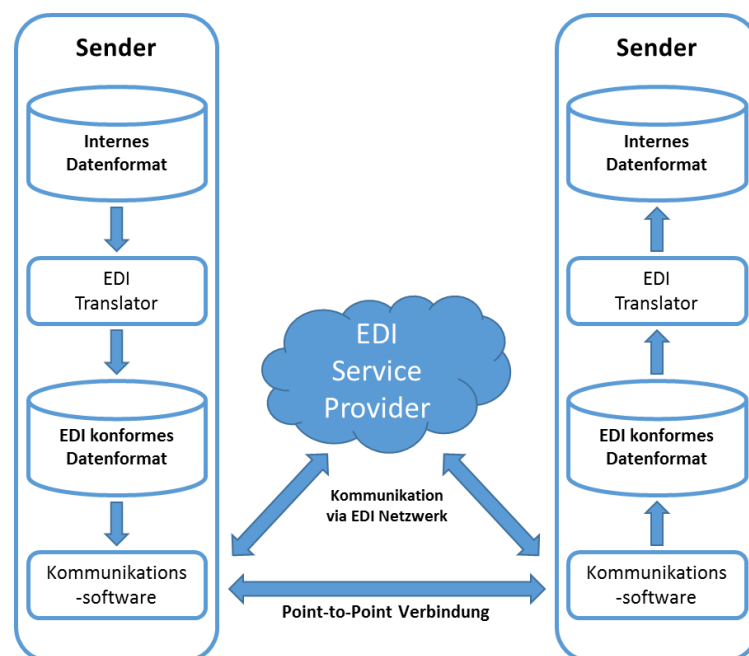 Sender
Internes
Datenformat
EDI
Translator
EDI konformes
Datenformat
Kommunikations
-software
EDI
Service
Provider
Kommunikation
via EDI Netzwerk
Point-to-Point Verbindung
Sender
Internes
Datenformat
EDI
Translator
EDI konformes
Datenformat
Kommunikations
-software